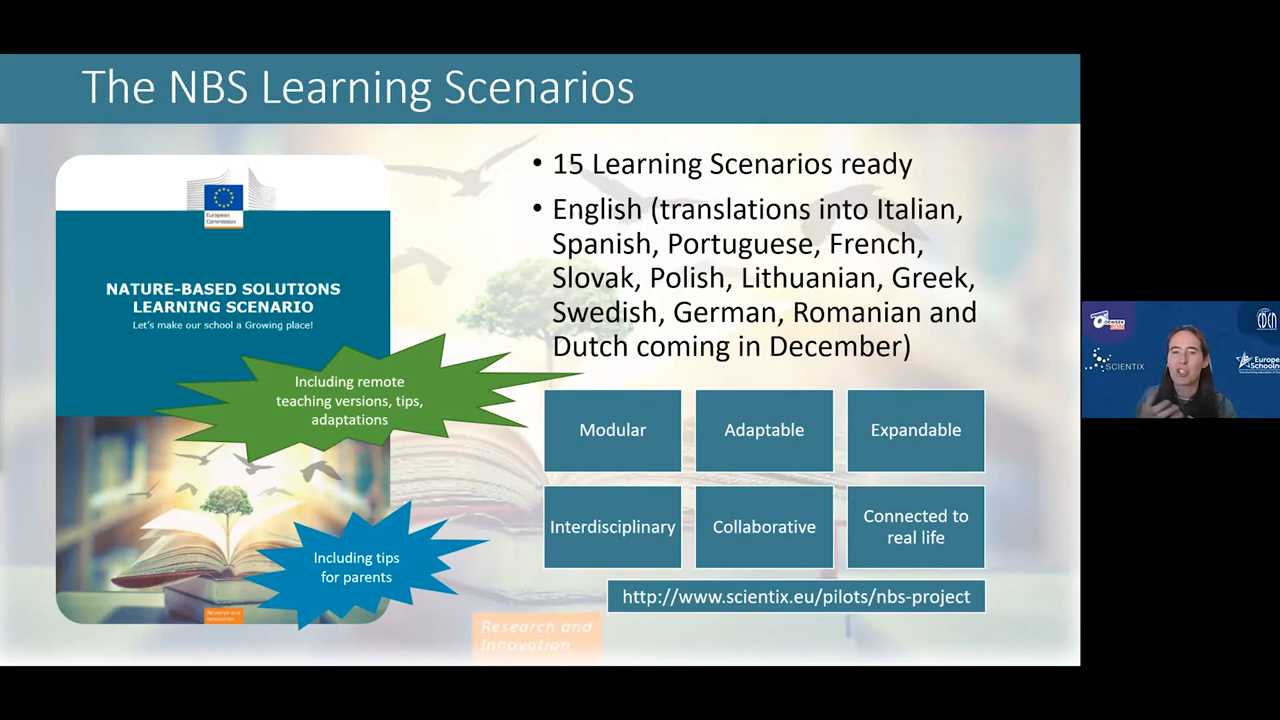 The NBS Learning Scenarios
European
Commission
NATURE-BASED SOLUTIONS
LEARNING SCENARIO
Let's make our school a Growing place!
Including remote
teaching versions, tips,
adaptations
Including tips
for parents
Research and
Innovation
• 15 Learning Scenarios ready
• English (translations into Italian,
Spanish, Portuguese, French,
Slovak, Polish, Lithuanian, Greek,
Swedish, German, Romanian and
Dutch coming in December)
Modular
Adaptable
Expandable
Interdisciplinary
Collaborative
Connected to
real life
http://www.scientix.eu/pilots/nbs-project
Research and
Innovation
SCIENTIX